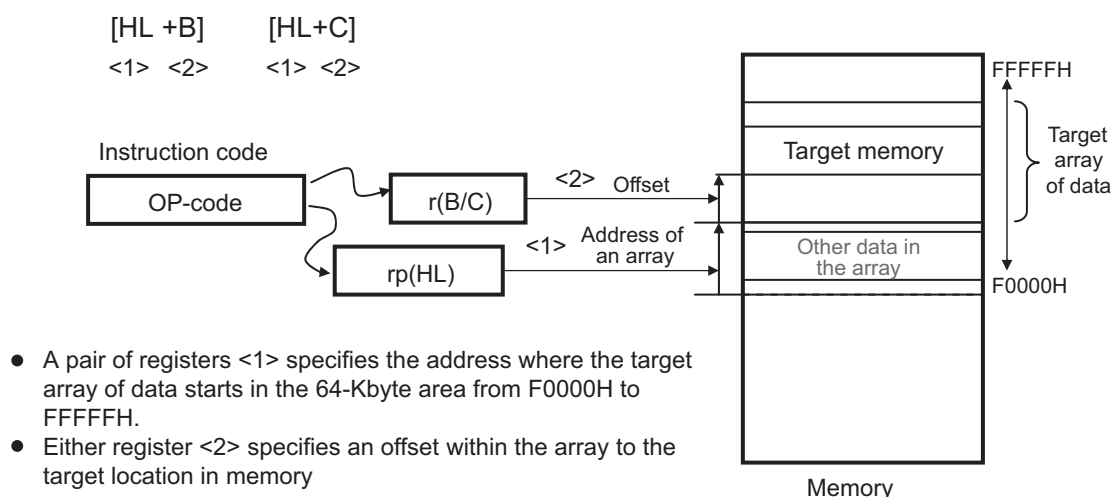 [HL +B] [HL+C]
<1> <2> <1> <2>
Instruction code
OP-code
r(B/C)
<2> Offset
rp(HL)
<1> Address of
an array
FFFFFH
Target memory
Target
array
of data
Other data in
the array
F0000H
Memory
● A pair of registers <1> specifies the address where the target
array of data starts in the 64-Kbyte area from F0000H to
FFFFFH.
● Either register <2> specifies an offset within the array to the
target location in memory